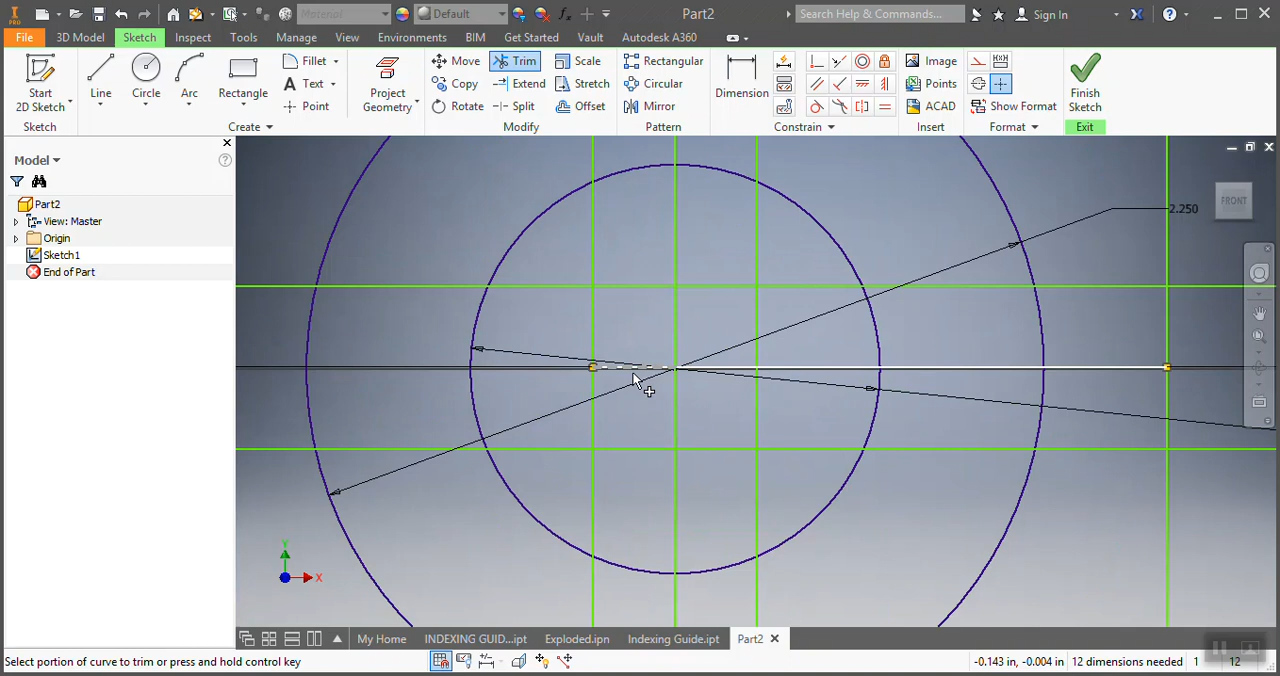 Material
Default
Part2
Search Help & Commands...
Sign In
PRO
File 3D Model Sketch Inspect Tools Manage View Environments BIM Get Started Vault Autodesk A360
Start
2D Sketch
Line
Circle
Arc
Rectangle
Fillet
Text
Point
Project
Geometry
Move
Copy
Rotate
Trim
Extend
Split
Scale
Stretch
Offset
Rectangular
Circular
Mirror
Dimension
Image
Points
ACAD
Show Format
Finish
Sketch
Sketch Create Modify Pattern Constrain Insert Format Exit
Model
Part2
View: Master
Origin
Sketch1
End of Part
2.250
FRONT
Y
X
My Home INDEXING GUID...ipt Exploded.ipn Indexing Guide.ipt Part2
Select portion of curve to trim or press and hold control key
-0.143 in, -0.004 in 12 dimensions needed 1 12